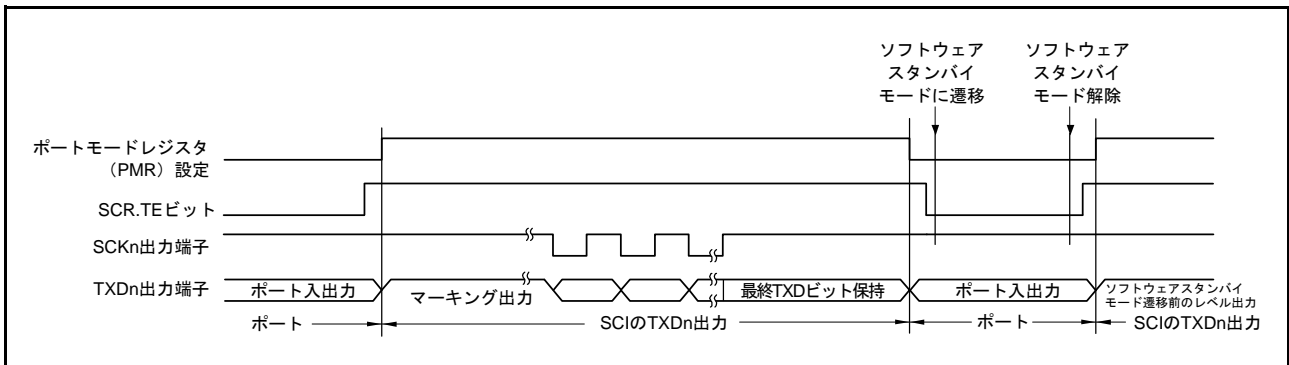 ソフトウェア
スタンバイ
モードに遷移
ソフトウェア
スタンバイ
モード解除
ポートモードレジスタ
（PMR）設定
SCR.TEビット
SCKn出力端子
TXDn出力端子
ポート入出力
マーキング出力
最終TXDビット保持
ポート入出力
ソフトウェアスタンバイ
モード遷移前のレベル出力
ポート
SCIのTXDn出力
ポート
SCIのTXDn出力